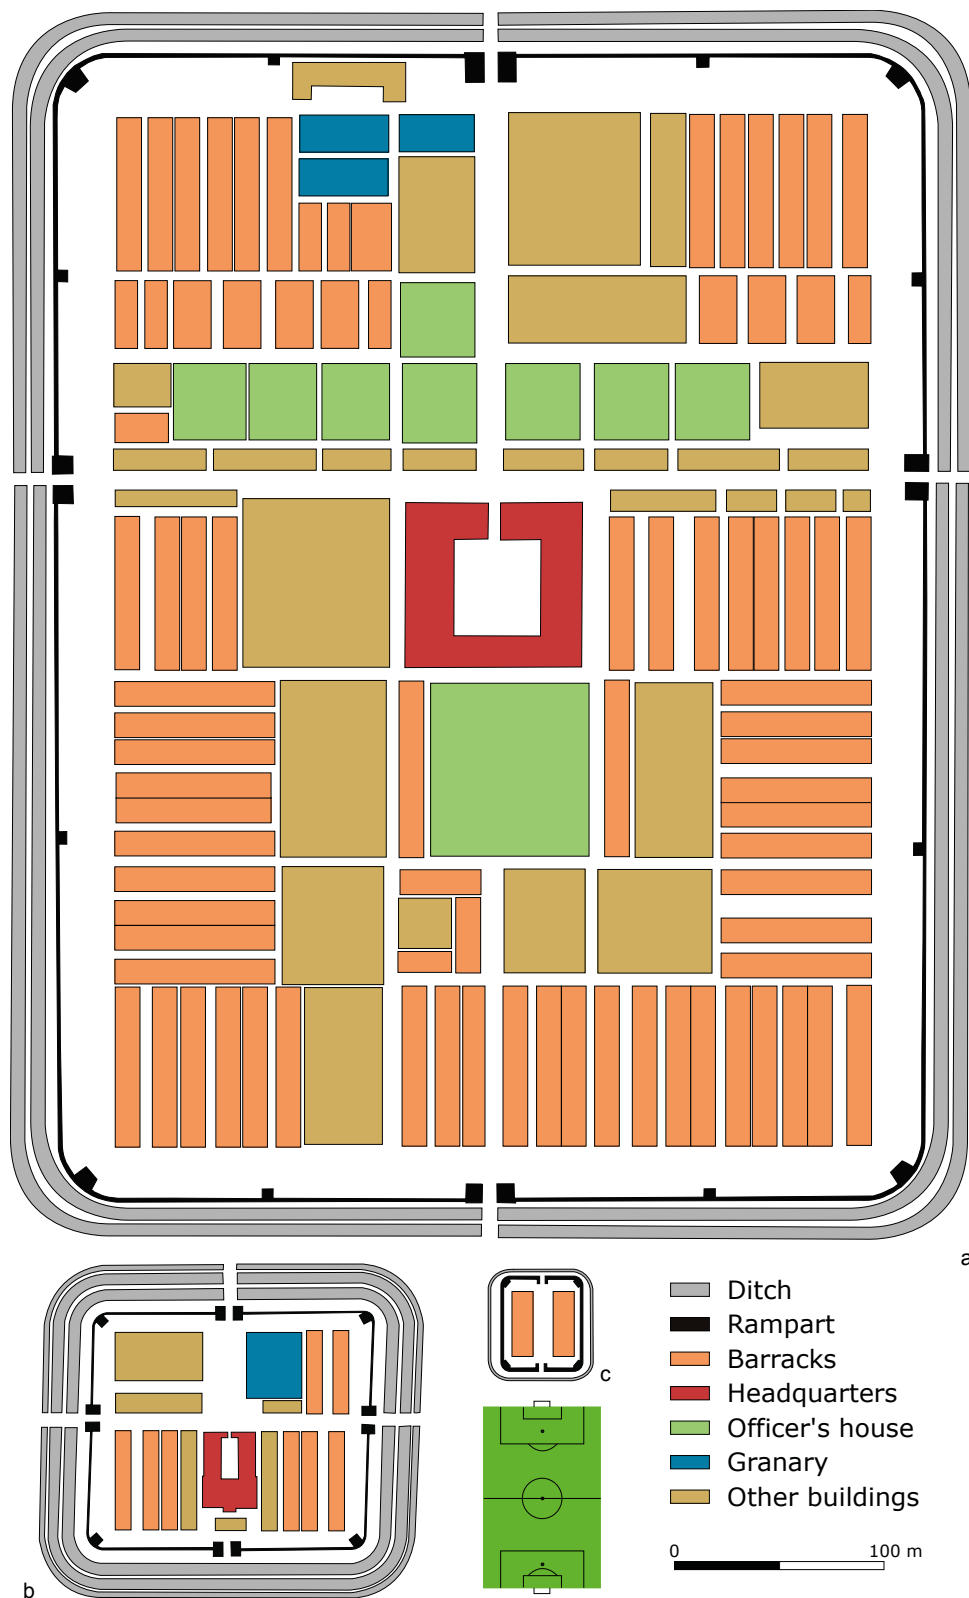 a
b
c
Ditch
Rampart
Barracks
Headquarters
Officer's house
Granary
Other buildings
0 100 m